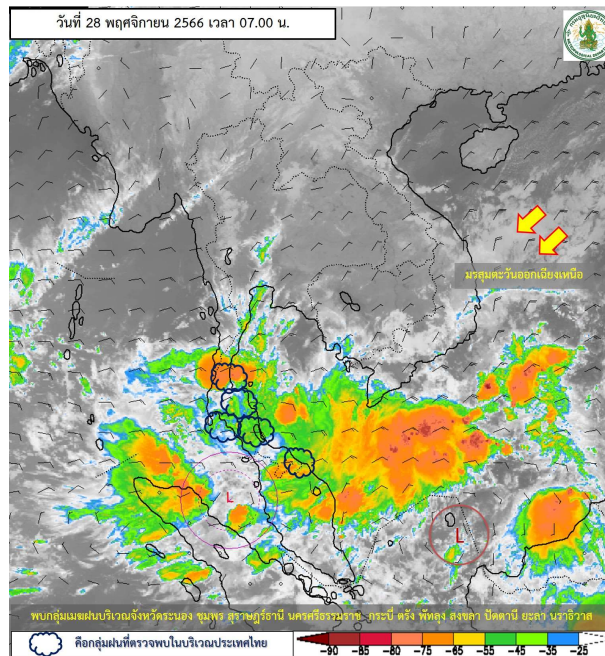 วันที่ 28 พฤศจิกายน 2566 เวลา 07.00 น.
มรสุมตะวันออกเฉียงเหนือ
L
L
พบกลุ่มเมฆฝนบริเวณจังหวัดระนอง ชุมพร สุราษฎร์ธานี นครศรีธรรมราช กระบี่ ตรัง พัทลุง สงขลา ปัตตานี ยะลา นราธิวาส
คือกลุ่มฝนที่ตรวจพบในบริเวณประเทศไทย
-90 -85 -80 -75 -65 -55 -45 -35 -25